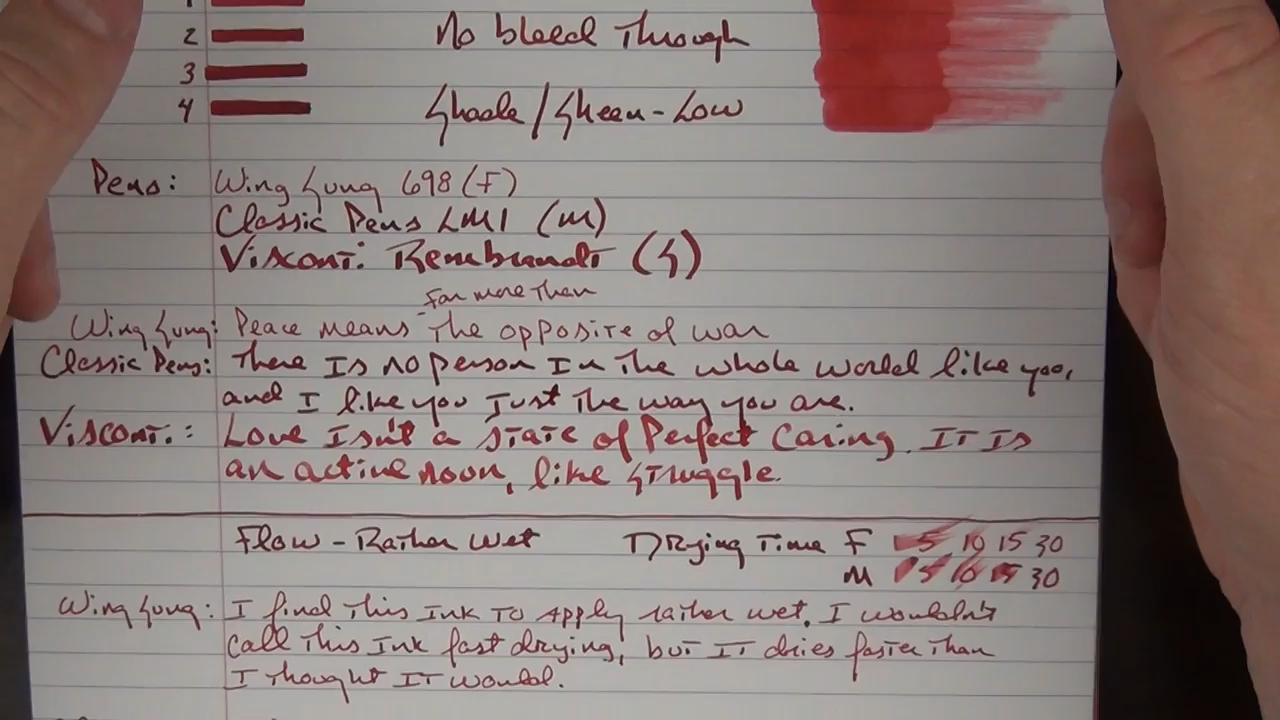 1
2 No bleed Through
3
4 Shade/Sheen-Low
Pens: Wing Sung 698 (F)
Classic Pens LM1 (M)
Visconti Rembrandt (S)
far more than
Wing Sung: Peace means the opposite of war
Classic Pens: There Is no person In The whole world like you,
and I like you Just The way you are.
Visconti: Love Isn't a state of Perfect Caring. It Is
an active noun, like struggle.
Flow - Rather Wet Drying Time F 1 5 10 15 30
M 1 5 10 15 30
Wing Sung: I find This Ink To Apply rather wet. I wouldn't
call This Ink fast drying, but It dries faster Than
I thought It would.